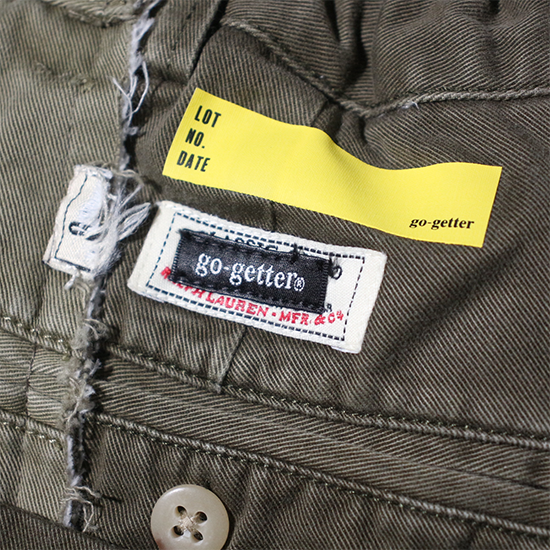 LOT
NO.
DATE
go-getter
go-getter®
RALPH LAUREN · MFR. & Co.